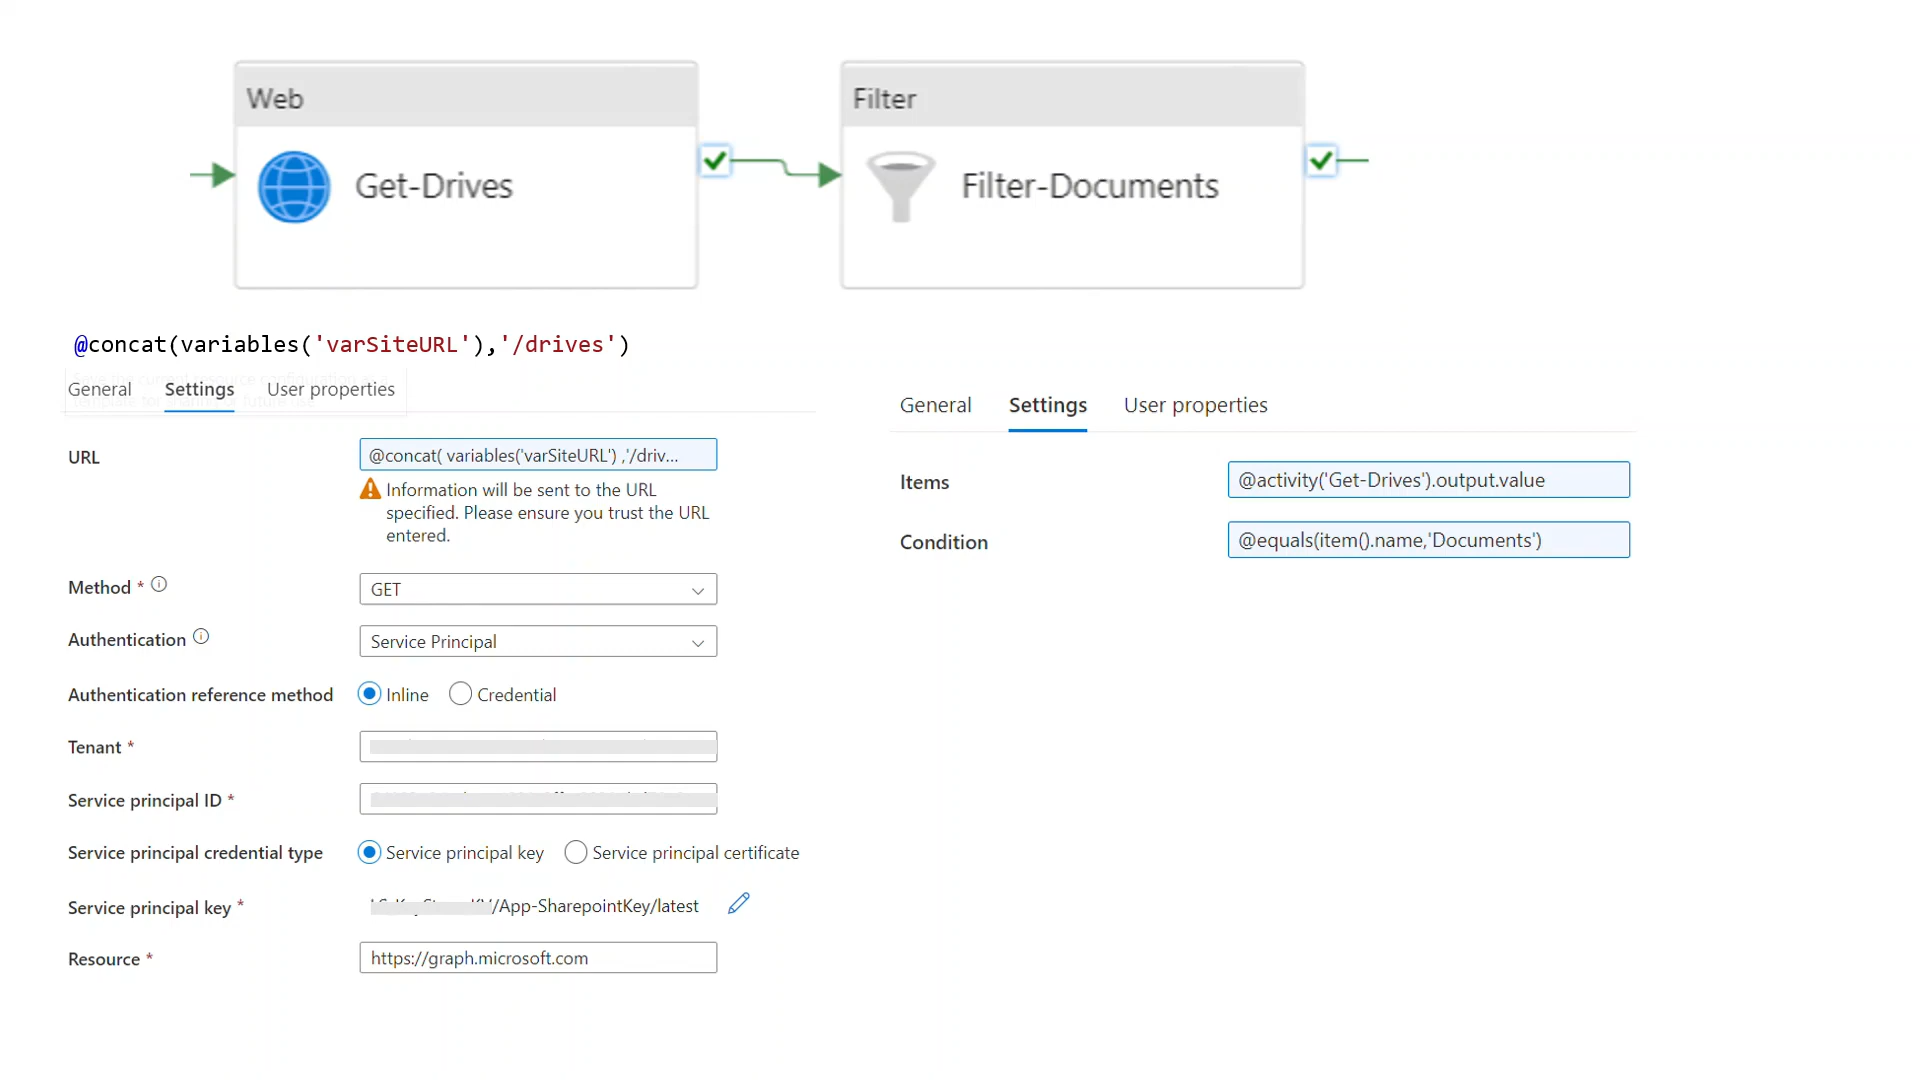 Web
Get-Drives
Filter
Filter-Documents
@concat(variables('varSiteURL'),'/drives')
General Settings User properties
URL @concat( variables('varSiteURL') ,'/driv...
Information will be sent to the URL
specified. Please ensure you trust the URL
entered.
Method * GET
Authentication Service Principal
Authentication reference method Inline Credential
Tenant *
Service principal ID *
Service principal credential type Service principal key Service principal certificate
Service principal key * /App-SharepointKey/latest
Resource * https://graph.microsoft.com
General Settings User properties
Items @activity('Get-Drives').output.value
Condition @equals(item().name,'Documents')